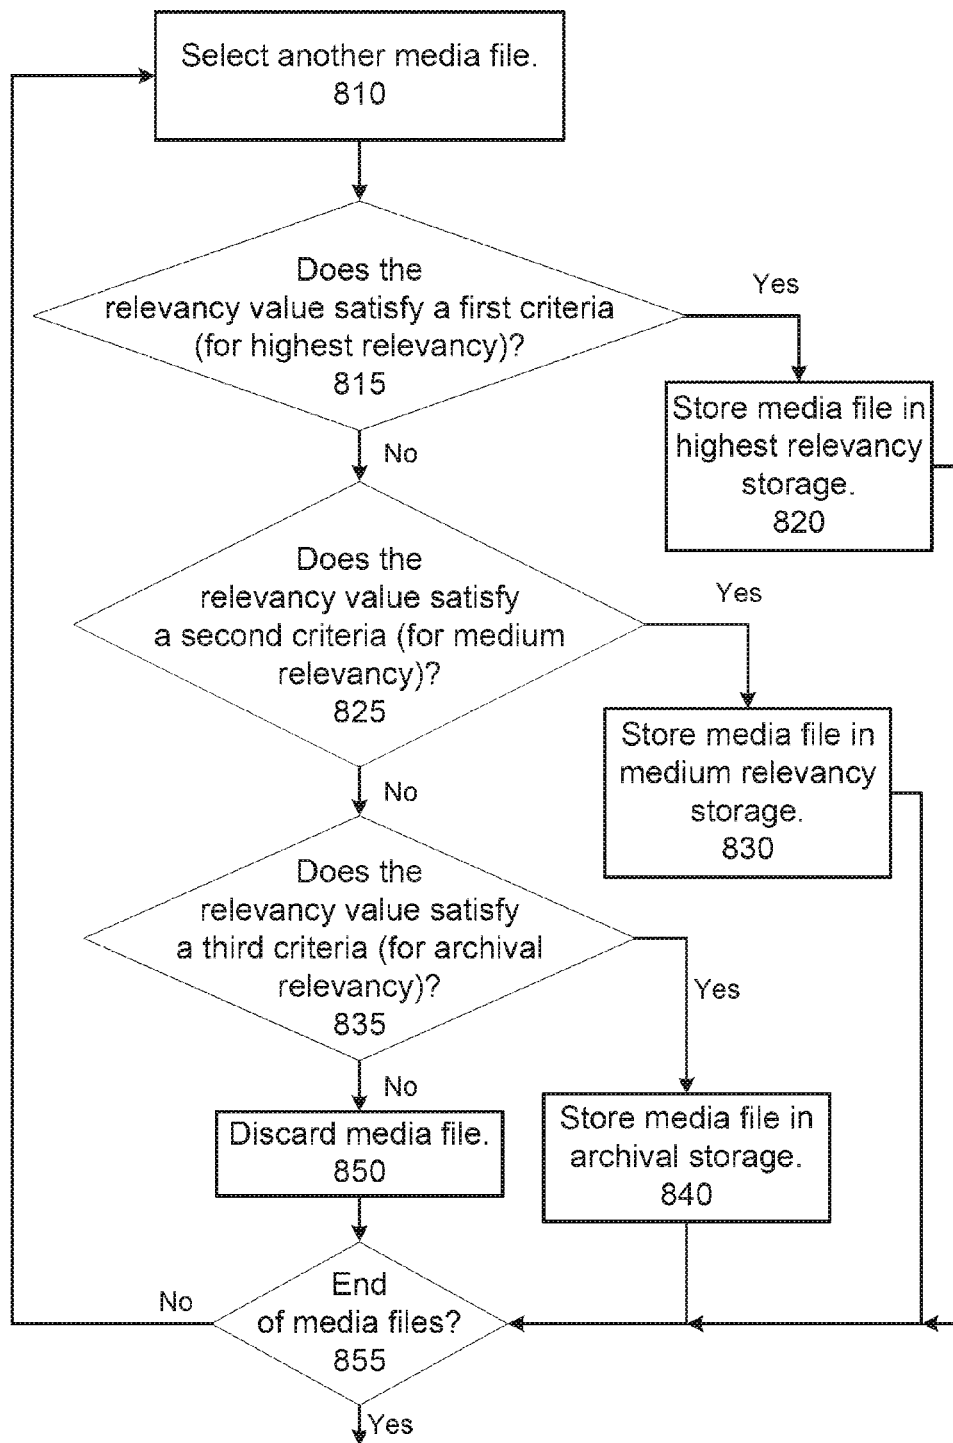 Select another media file.
810
Does the
relevancy value satisfy a first criteria
(for highest relevancy)?
815
Yes
Store media file in
highest relevancy
storage.
820
No
Does the
relevancy value satisfy
a second criteria (for medium
relevancy)?
825
Yes
Store media file in
medium relevancy
storage.
830
No
Does the
relevancy value satisfy
a third criteria (for archival
relevancy)?
835
Yes
Store media file in
archival storage.
840
No
Discard media file.
850
End
of media files?
855
No
Yes